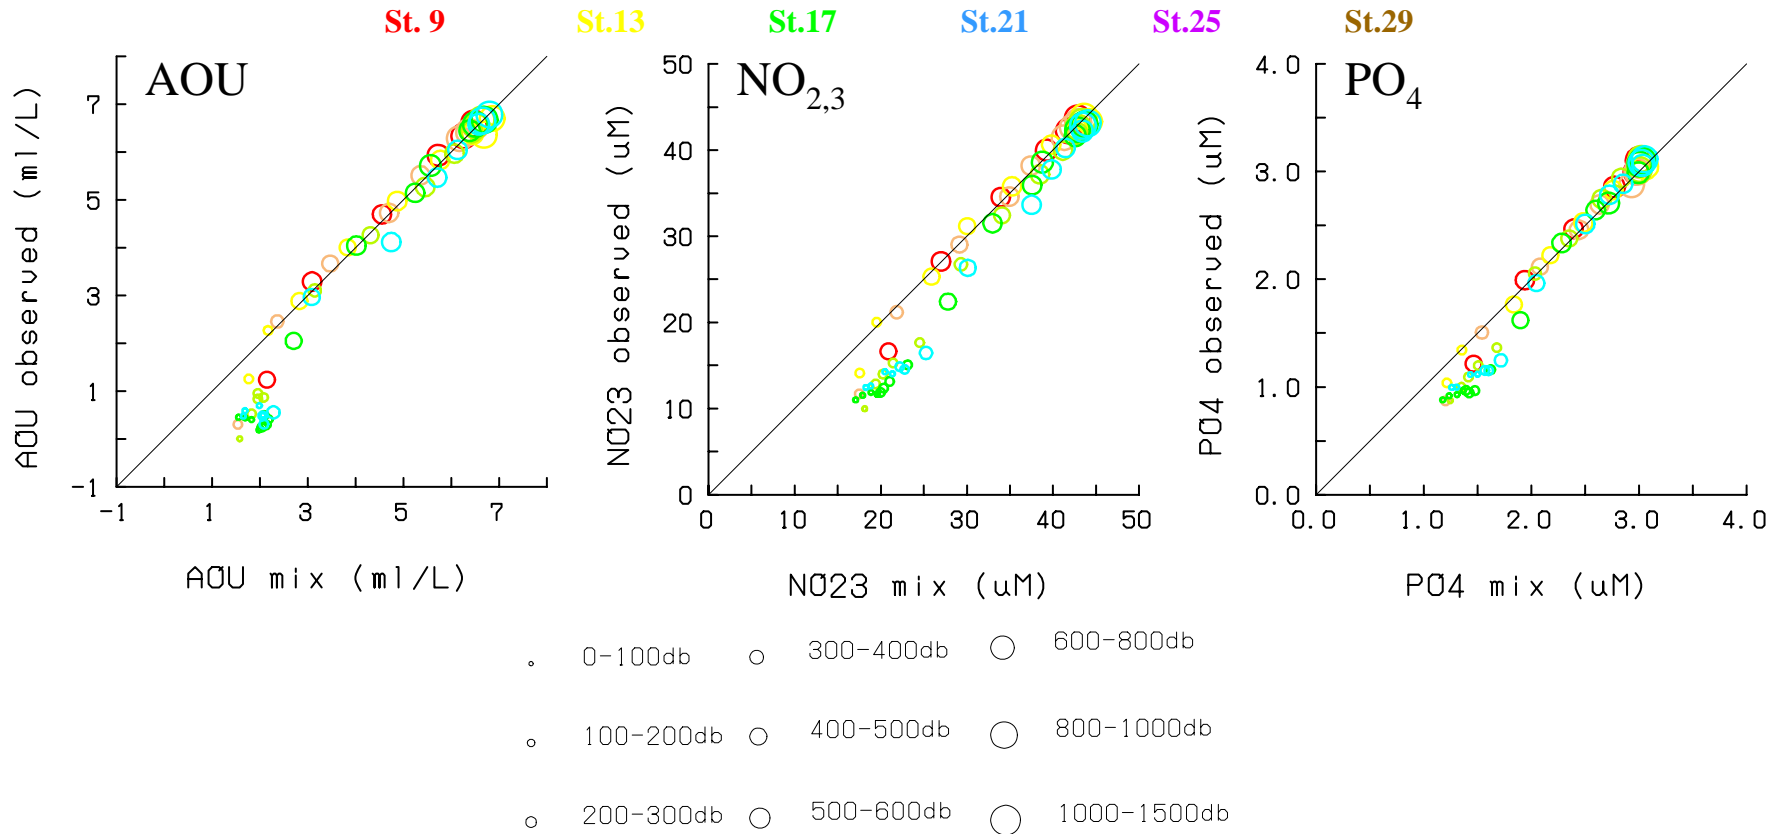 St. 9 St.13 St.17 St.21 St.25 St.29
AOU
7
5
3
1
-1
-1 1 3 5 7
AOU observed (ml/L)
AOU mix (ml/L)
NO2,3
50
40
30
20
10
0
0 10 20 30 40 50
NO23 observed (uM)
NO23 mix (uM)
PO4
4.0
3.0
2.0
1.0
0.0
0.0 1.0 2.0 3.0 4.0
PO4 observed (uM)
PO4 mix (uM)
0-100db 300-400db 600-800db
100-200db 400-500db 800-1000db
200-300db 500-600db 1000-1500db